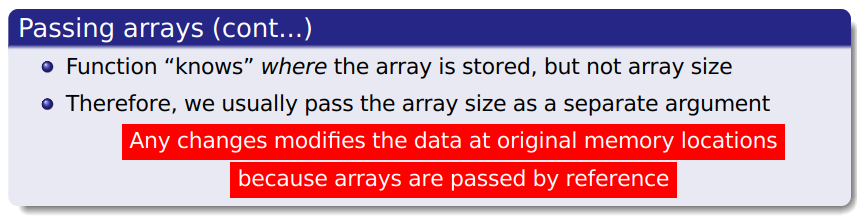 Passing arrays (cont...)
Function “knows” where the array is stored, but not array size
Therefore, we usually pass the array size as a separate argument
Any changes modifies the data at original memory locations
because arrays are passed by reference